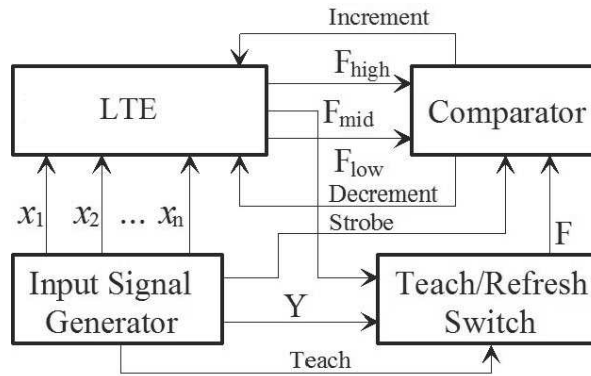 Increment
LTE
F_high
Comparator
F_mid
F_low
Decrement
x_1 x_2 ... x_n
Strobe
F
Input Signal
Generator
Y
Teach/Refresh
Switch
Teach